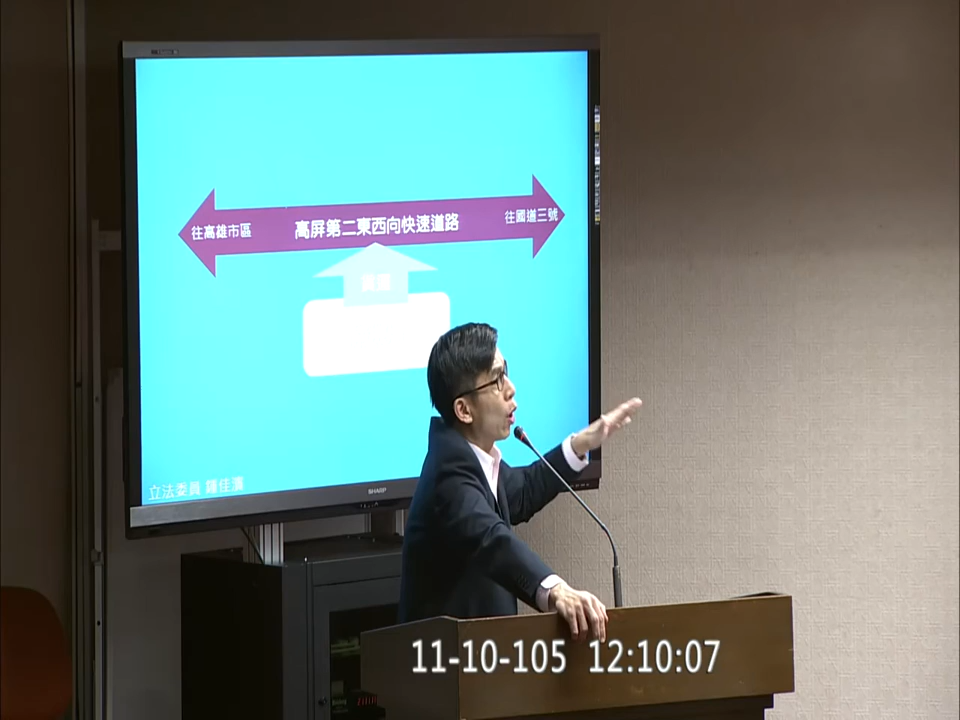 往高雄市區
高屏第二東西向快速道路
往國道三號
立法委員 鍾佳濱
SHARP
11-10-105 12:10:07